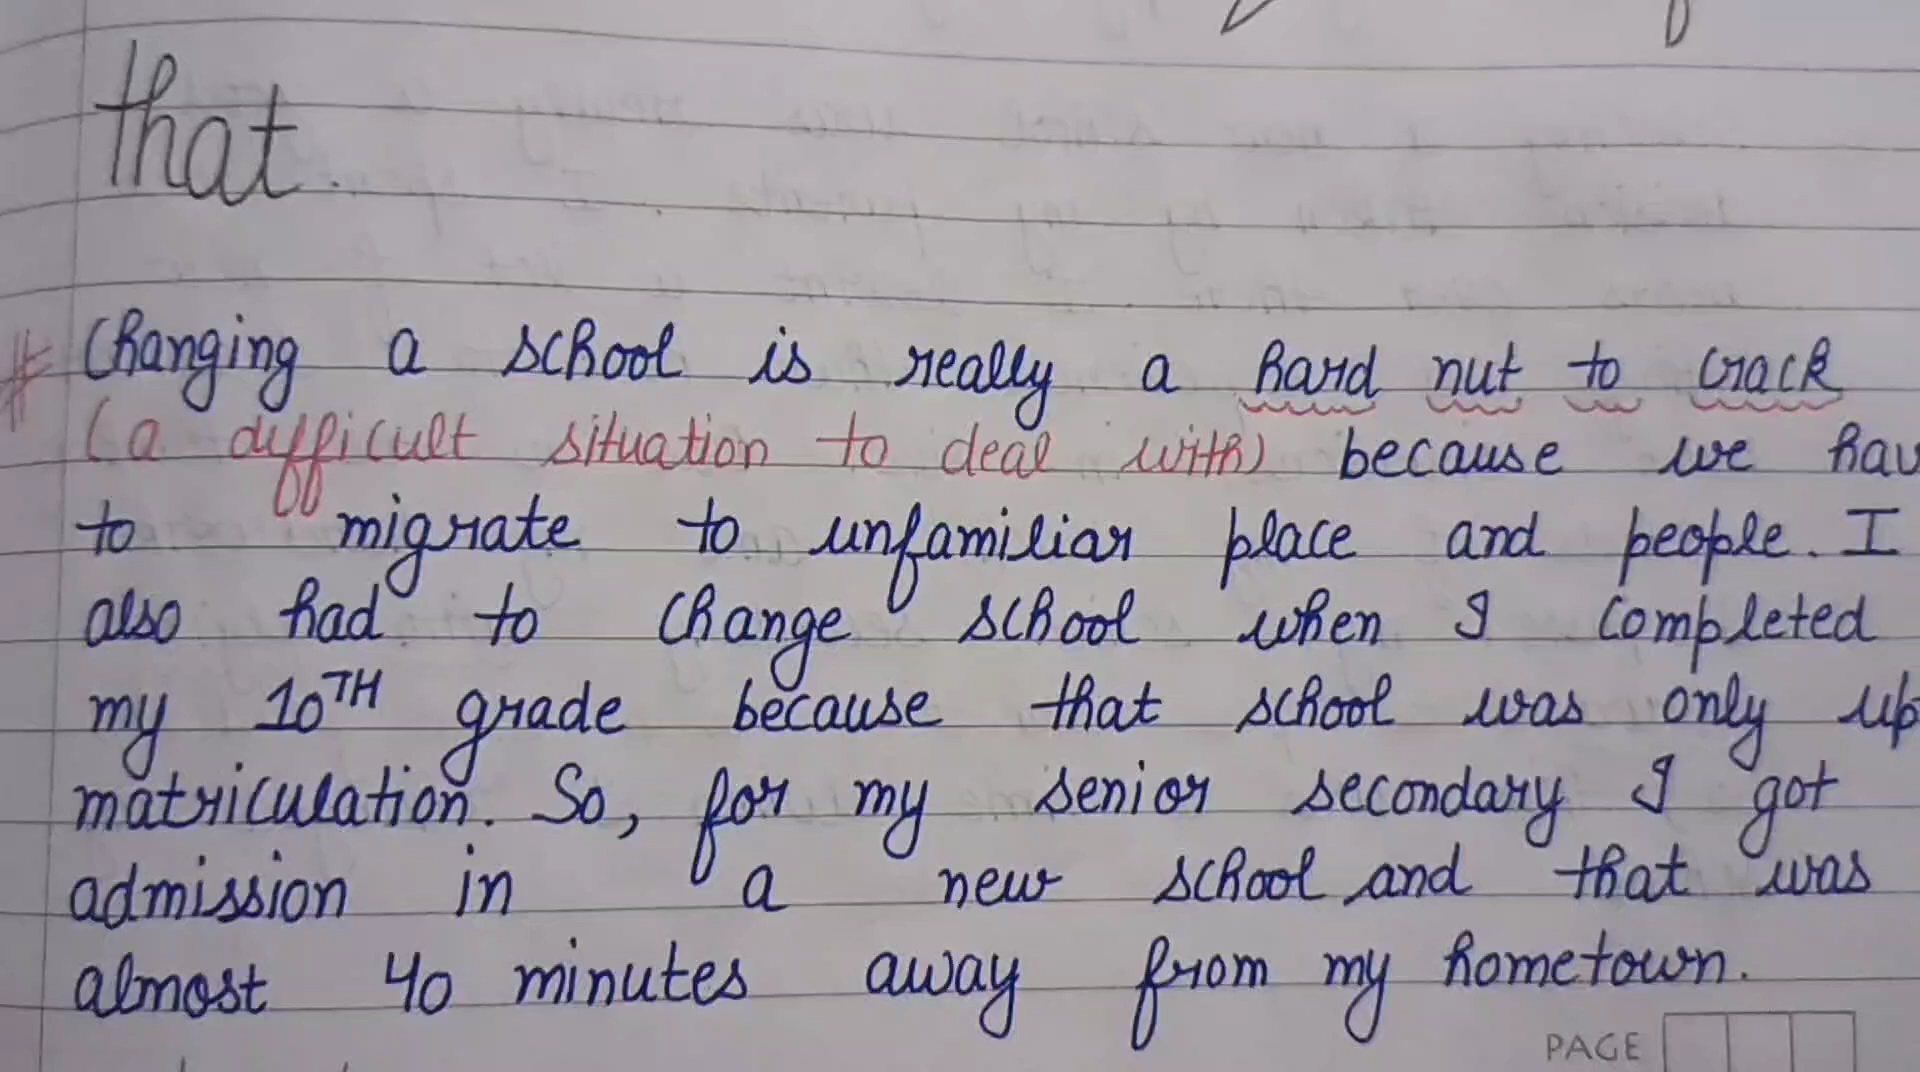 that.
# Changing a school is really a hard nut to crack
(a difficult situation to deal with) because we hav
to migrate to unfamiliar place and people. I
also had to change school when I completed
my 10TH grade because that school was only up
matriculation. So, for my senior secondary I got
admission in a new school and that was
almost 40 minutes away from my hometown.
PAGE